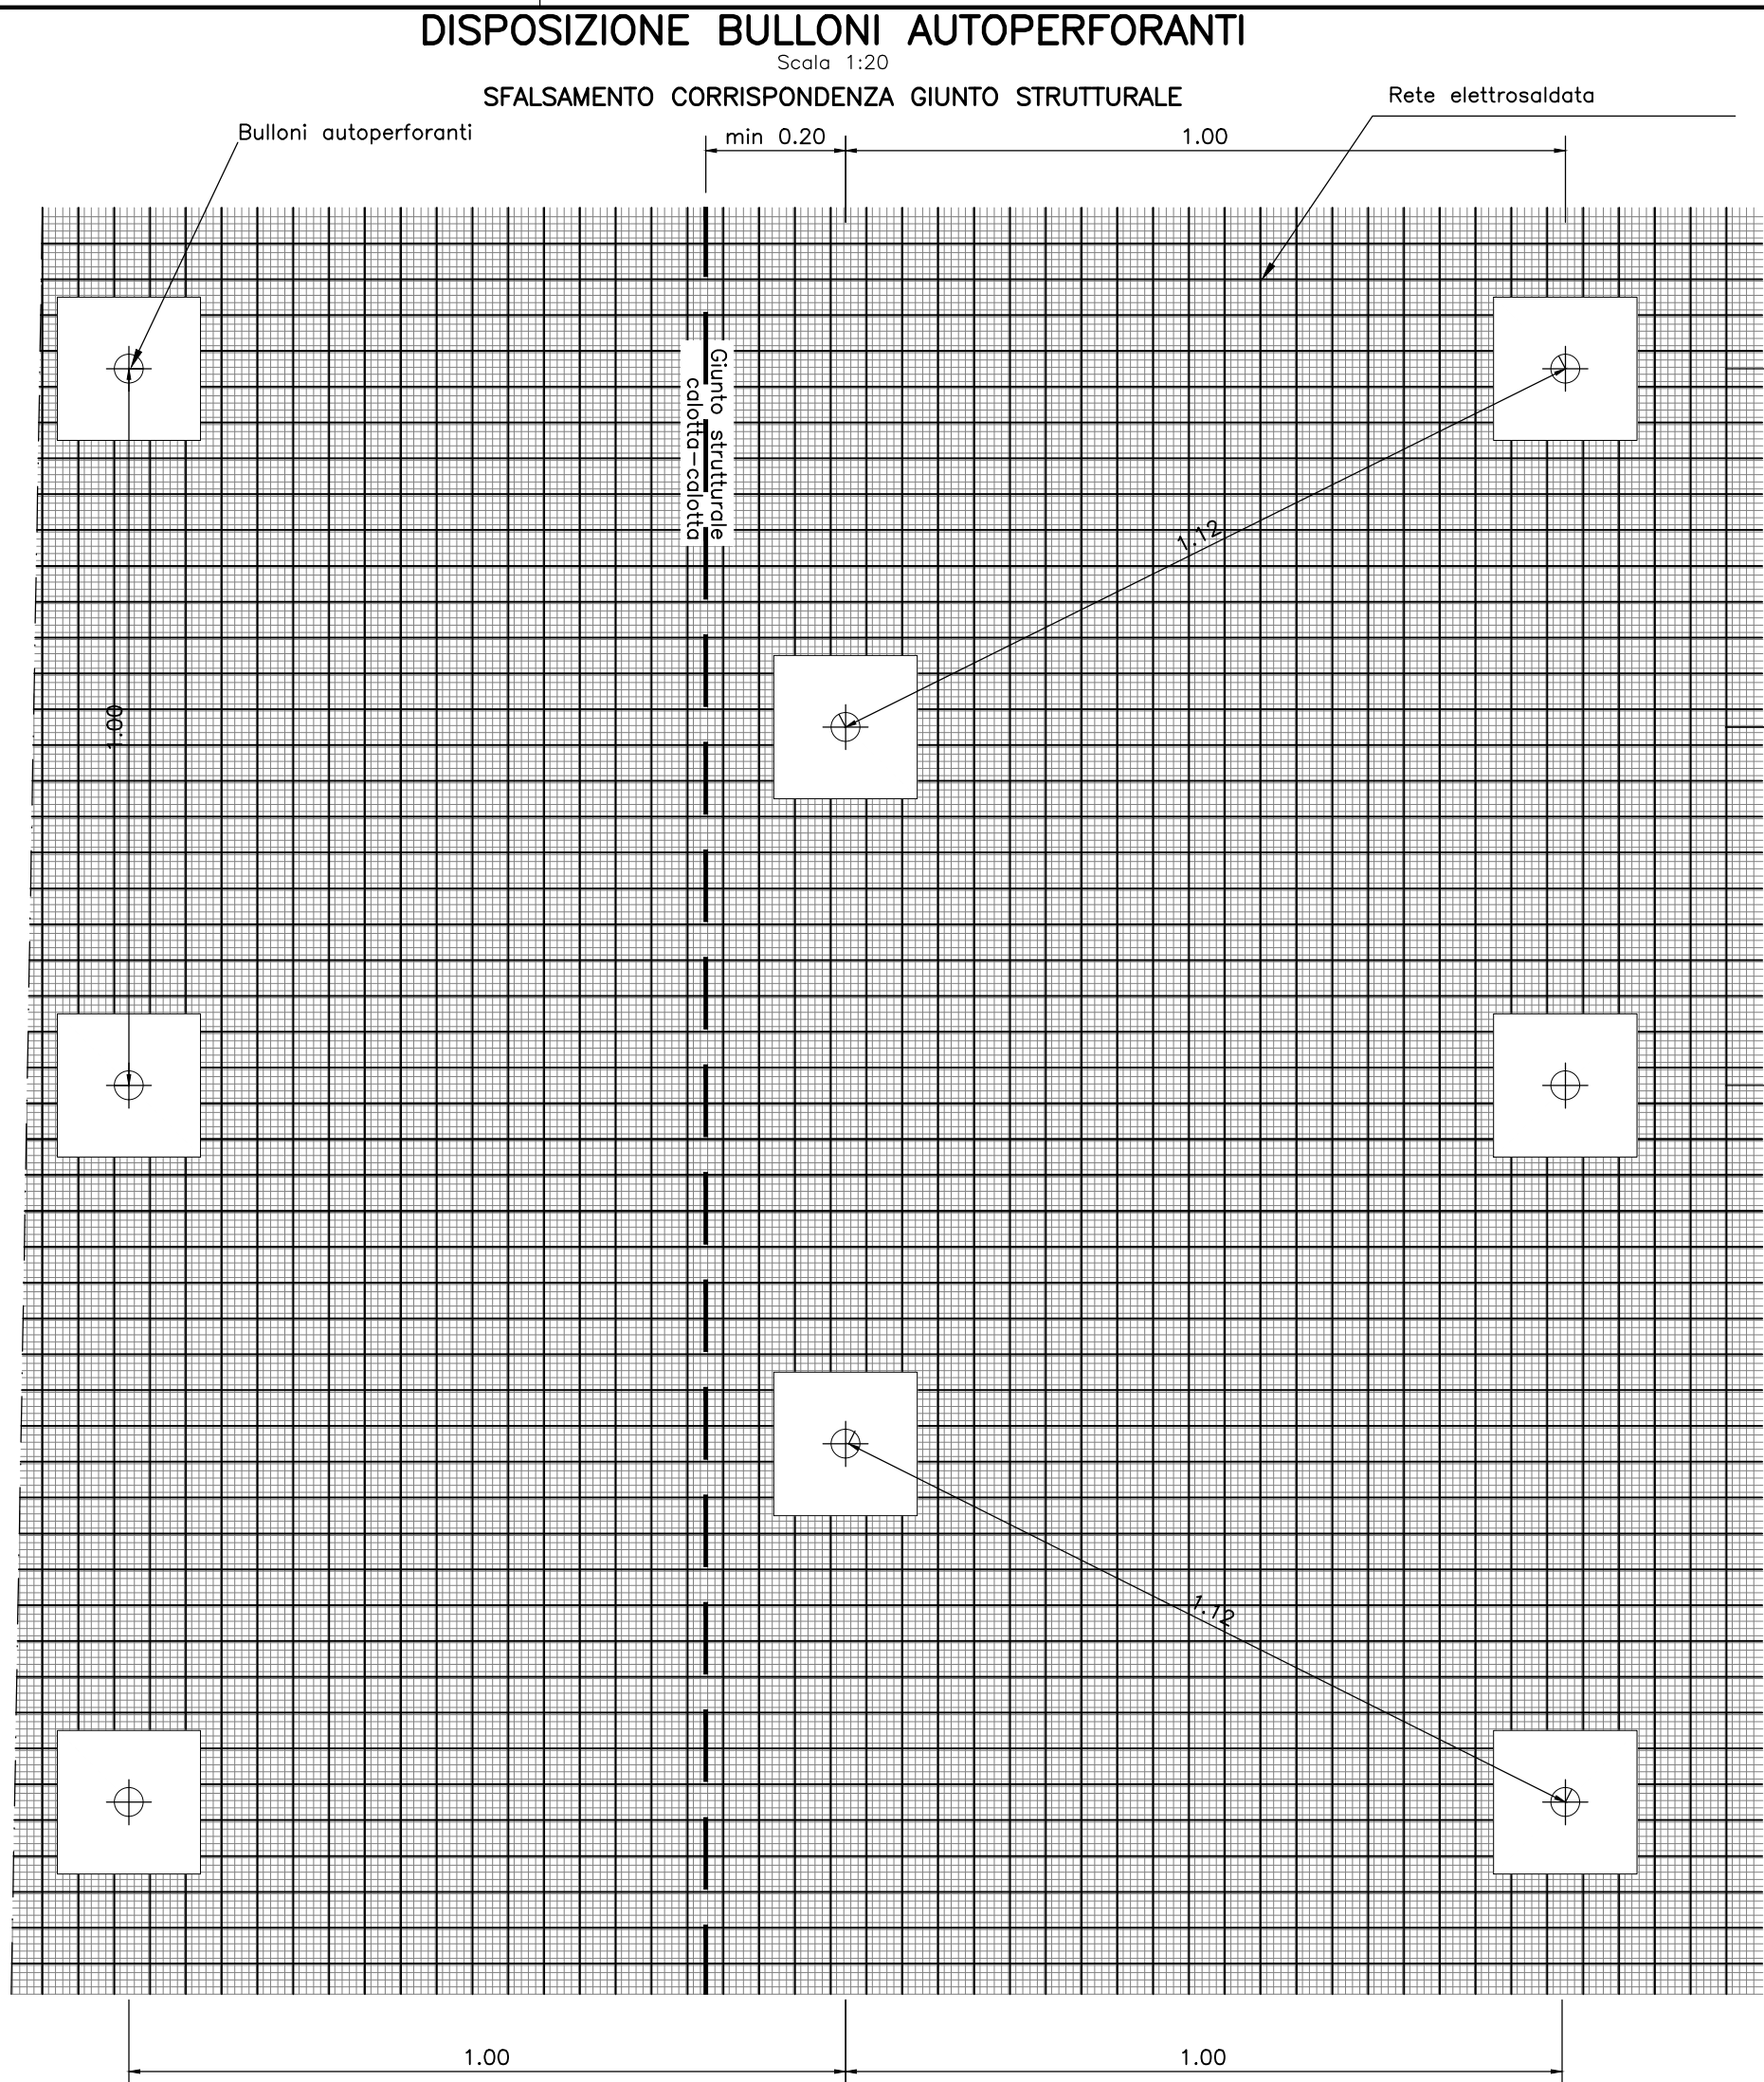 DISPOSIZIONE BULLONI AUTOPERFORANTI
Scala 1:20
SFALSAMENTO CORRISPONDENZA GIUNTO STRUTTURALE
Rete elettrosaldata
Bulloni autoperforanti
min 0.20
1.00
Giunto strutturale
calotta-calotta
1.12
1.00
1.12
1.00
1.00